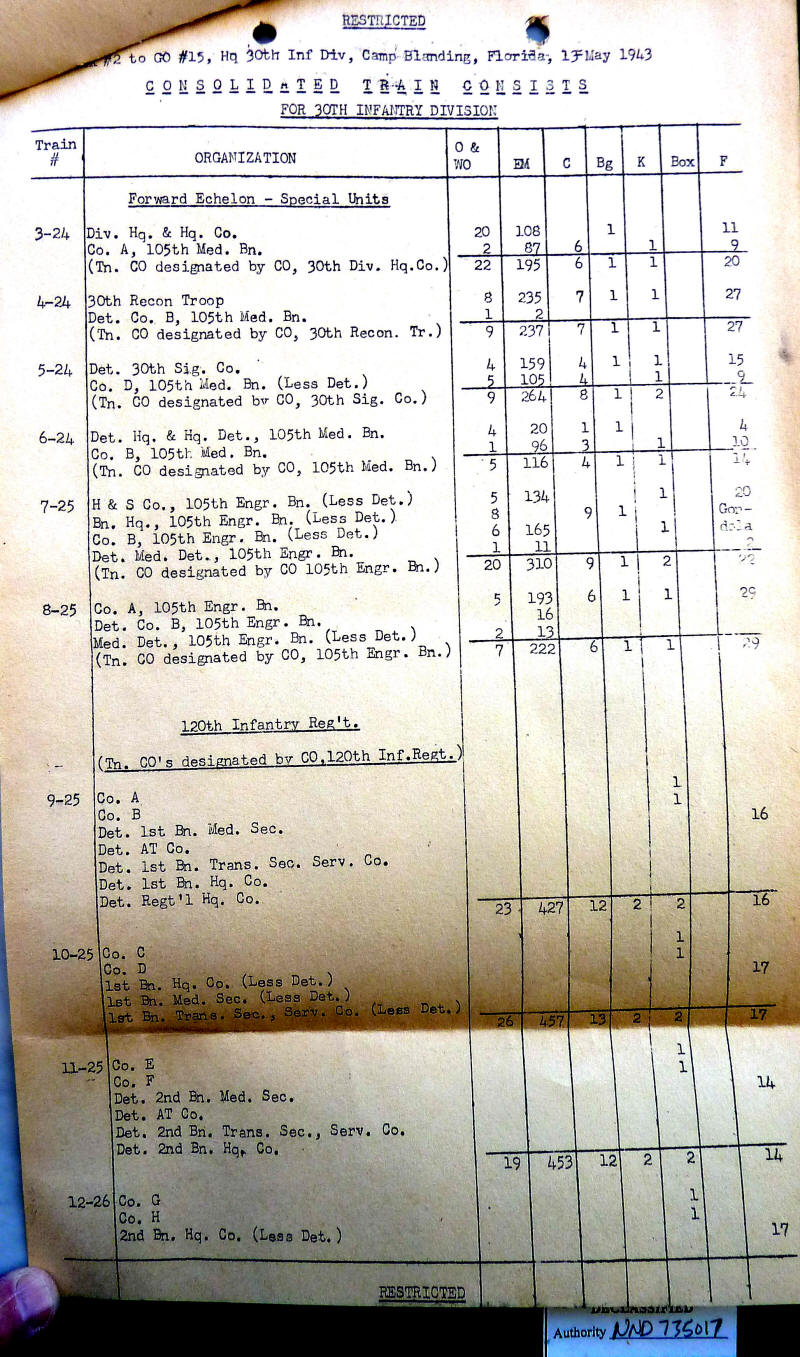 RESTRICTED
#2 to GO #15, Hq 30th Inf Div, Camp Blanding, Florida, 13 May 1943
CONSOLIDATED TRAIN CONSISTS
FOR 30TH INFANTRY DIVISION
Train # ORGANIZATION O & WO EM C Bg K Box F
Forward Echelon - Special Units
3-24 Div. Hq. & Hq. Co. 20 108 1 11
Co. A, 105th Med. Bn. 2 87 6 1 9
(Tn. CO designated by CO, 30th Div. Hq.Co.) 22 195 6 1 1 20
4-24 30th Recon Troop 8 235 7 1 1 27
Det. Co. B, 105th Med. Bn. 1 2
(Tn. CO designated by CO, 30th Recon. Tr.) 9 237 7 1 1 27
5-24 Det. 30th Sig. Co. 4 159 4 1 1 15
Co. D, 105th Med. Bn. (Less Det.) 5 105 4 1 9
(Tn. CO designated by CO, 30th Sig. Co.) 9 264 8 1 2 24
6-24 Det. Hq. & Hq. Det., 105th Med. Bn. 4 20 1 1 4
Co. B, 105th Med. Bn. 1 96 3 1 10
(Tn. CO designated by CO, 105th Med. Bn.) 5 116 4 1 1 14
7-25 H & S Co., 105th Engr. Bn. (Less Det.) 5 134 1 20
Bn. Hq., 105th Engr. Bn. (Less Det.) 8 9 1 Gon-
Co. B, 105th Engr. Bn. (Less Det.) 6 165 1 dola
Det. Med. Det., 105th Engr. Bn. 1 11 2
(Tn. CO designated by CO 105th Engr. Bn.) 20 310 9 1 2 22
8-25 Co. A, 105th Engr. Bn. 5 193 6 1 1 29
Det. Co. B, 105th Engr. Bn. 16
Med. Det., 105th Engr. Bn. (Less Det.) 2 13
(Tn. CO designated by CO, 105th Engr. Bn.) 7 222 6 1 1 29
120th Infantry Reg't.
(Tn. CO's designated by CO,120th Inf.Regt.)
9-25 Co. A 1
Co. B 1 16
Det. 1st Bn. Med. Sec.
Det. AT Co.
Det. 1st Bn. Trans. Sec. Serv. Co.
Det. 1st Bn. Hq. Co.
Det. Regt'l Hq. Co. 23 427 12 2 2 16
10-25 Co. C 1
Co. D 1 17
1st Bn. Hq. Co. (Less Det.)
1st Bn. Med. Sec. (Less Det.)
1st Bn. Trans. Sec., Serv. Co. (Less Det.) 26 457 13 2 2 17
11-25 Co. E 1
Co. F 1 14
Det. 2nd Bn. Med. Sec.
Det. AT Co.
Det. 2nd Bn. Trans. Sec., Serv. Co.
Det. 2nd Bn. Hq. Co. 19 453 12 2 2 14
12-26 Co. G 1
Co. H 1
2nd Bn. Hq. Co. (Less Det.) 17
RESTRICTED
DECLASSIFIED
Authority NND 735017